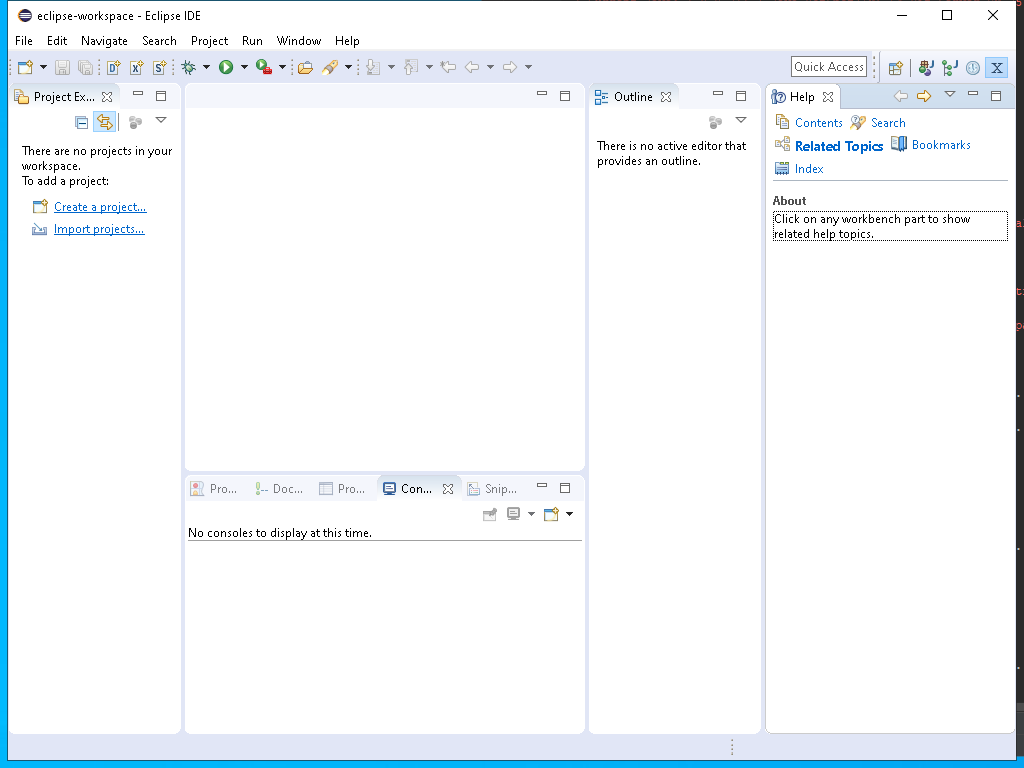 eclipse-workspace - Eclipse IDE
File Edit Navigate Search Project Run Window Help
Quick Access
Project Ex...
There are no projects in your
workspace.
To add a project:
Create a project...
Import projects...
Outline
There is no active editor that
provides an outline.
Help
Contents Search
Related Topics Bookmarks
Index
About
Click on any workbench part to show
related help topics.
Pro... Doc... Pro... Con... Snip...
No consoles to display at this time.